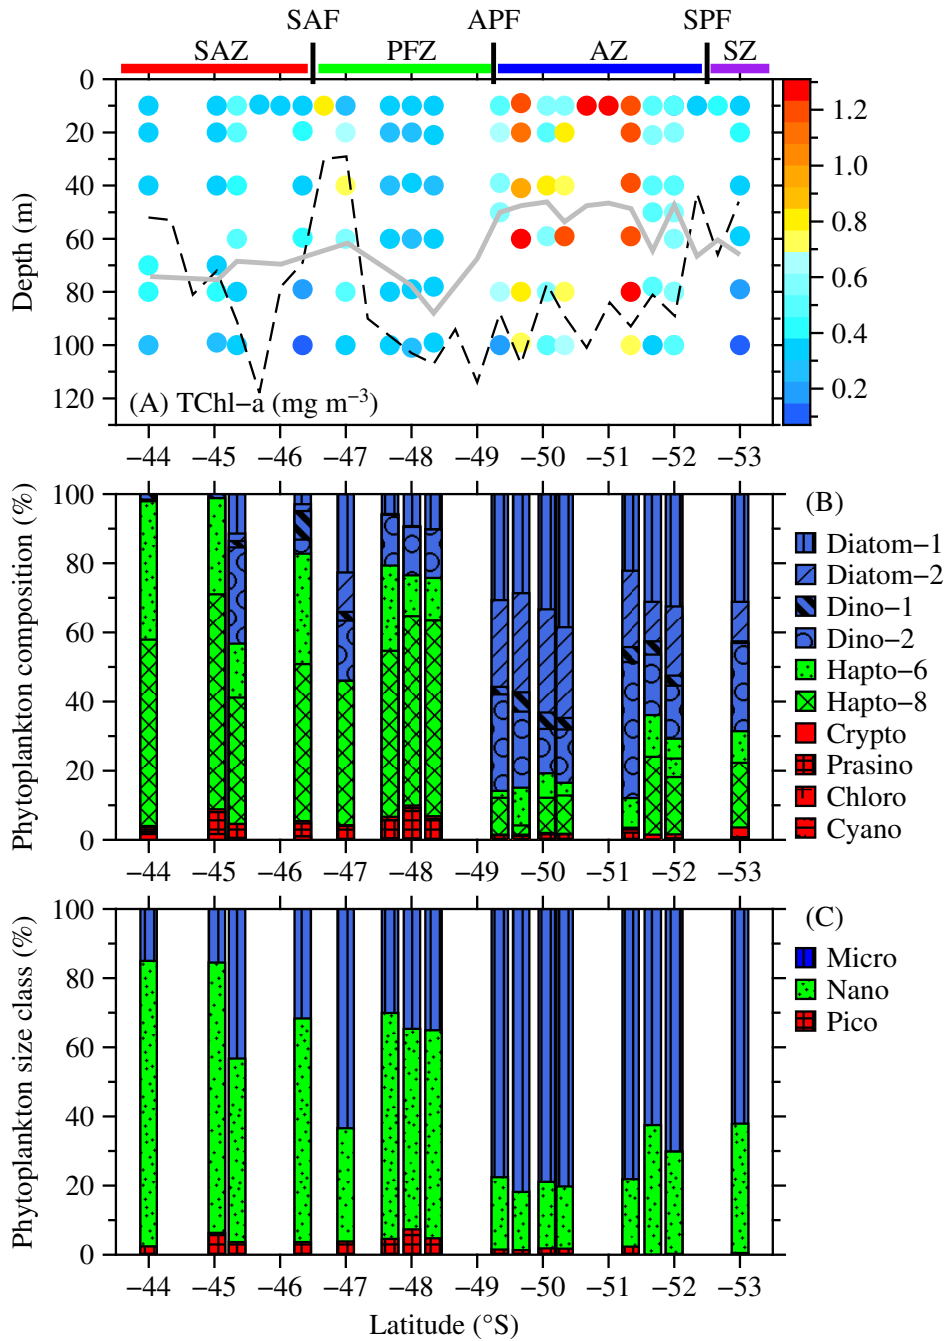 SAF APF SPF
SAZ PFZ AZ SZ
0
20
40
60
80
100
120
Depth (m)
(A) TChl−a (mg m−3)
1.2
1.0
0.8
0.6
0.4
0.2
−44 −45 −46 −47 −48 −49 −50 −51 −52 −53
Phytoplankton composition (%)
100
80
60
40
20
0
(B)
Diatom−1
Diatom−2
Dino−1
Dino−2
Hapto−6
Hapto−8
Crypto
Prasino
Chloro
Cyano
−44 −45 −46 −47 −48 −49 −50 −51 −52 −53
Phytoplankton size class (%)
100
80
60
40
20
0
(C)
Micro
Nano
Pico
−44 −45 −46 −47 −48 −49 −50 −51 −52 −53
Latitude (°S)